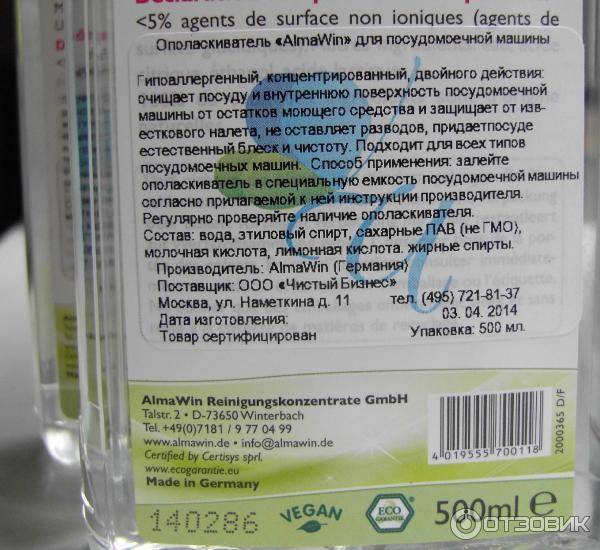 <5% agents de surface non ioniques (agents de
Ополаскиватель «AlmaWin» для посудомоечной машины
Гипоаллергенный, концентрированный, двойного действия:
очищает посуду и внутреннюю поверхность посудомоечной
машины от остатков моющего средства и защищает от из-
весткового налета, не оставляет разводов, придаетпосуде
естественный блеск и чистоту. Подходит для всех типов
посудомоечных машин. Способ применения: залейте
ополаскиватель в специальную емкость посудомоечной машины
согласно прилагаемой к ней инструкции производителя.
Регулярно проверяйте наличие ополаскивателя.
Состав: вода, этиловый спирт, сахарные ПАВ (не ГМО),
молочная кислота, лимонная кислота. жирные спирты.
Производитель: AlmaWin (Германия)
Поставщик: ООО «Чистый Бизнес»
Москва, ул. Наметкина д. 11 тел. (495) 721-81-37
Дата изготовления: 03. 04. 2014
Товар сертифицирован Упаковка: 500 мл.
AlmaWin Reinigungskonzentrate GmbH
Talstr. 2 • D-73650 Winterbach
Tel. +49(0)7181 / 9 77 04 99
www.almawin.de • info@almawin.de
Certified by Certisys sprl.
www.ecogarantie.eu
Made in Germany
4 019555 700118
2000365 D/F
140286
VEGAN
ECO
GARANTIE
500ml e
ОТЗОВИК